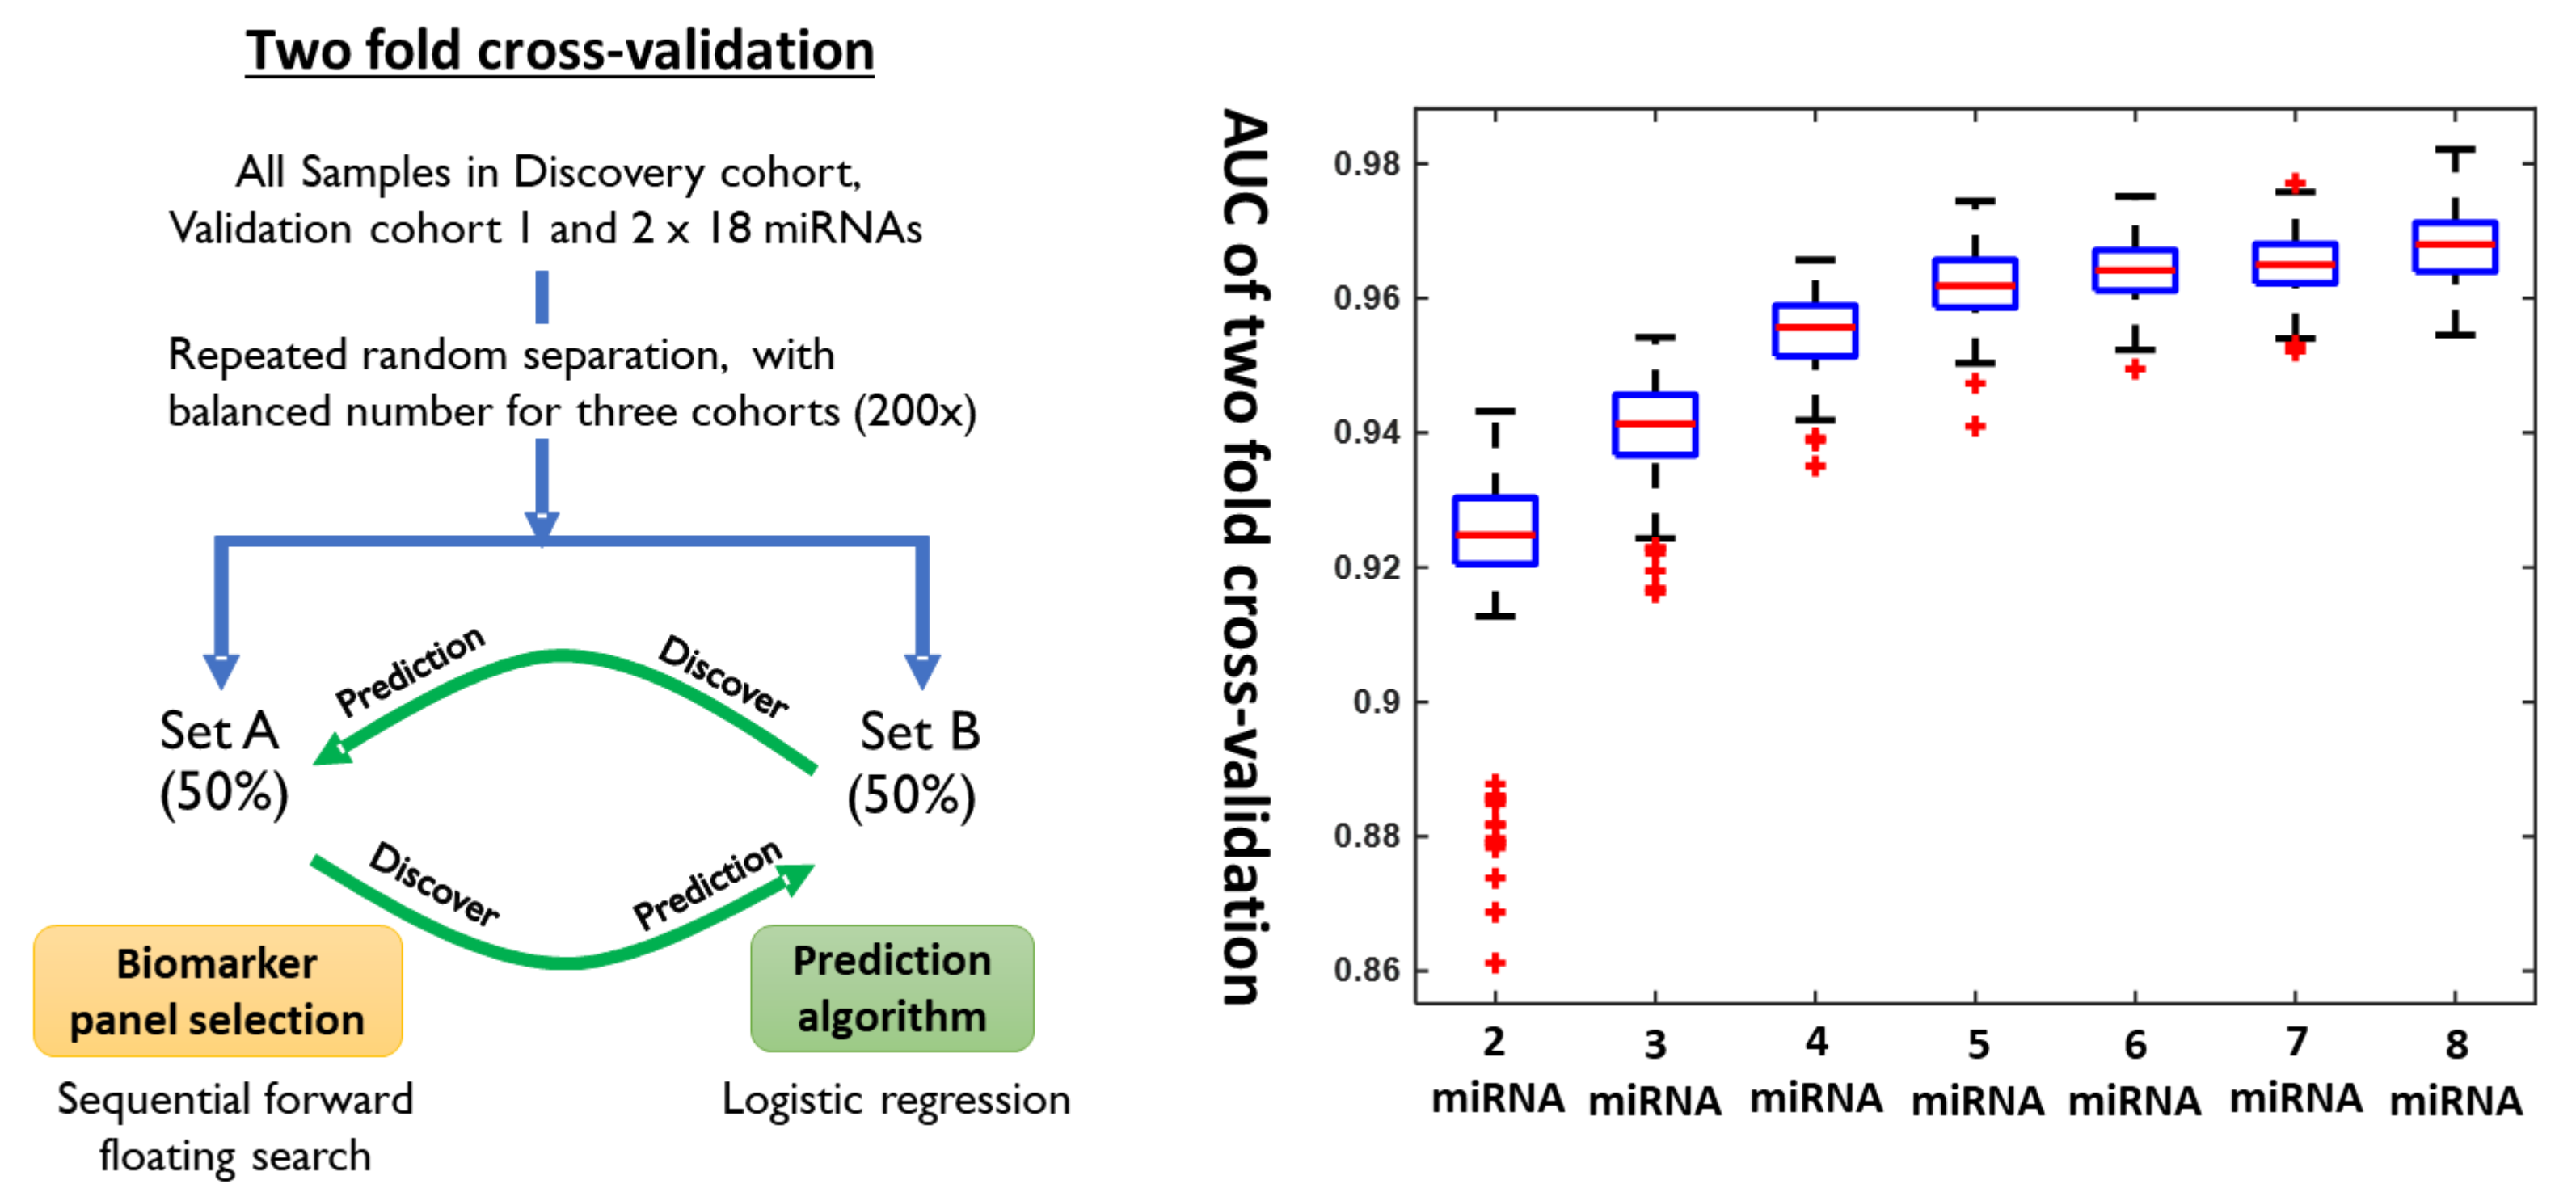 Two fold cross-validation
All Samples in Discovery cohort,
Validation cohort 1 and 2 x 18 miRNAs
Repeated random separation, with
balanced number for three cohorts (200x)
Prediction
Discover
Set A
(50%)
Set B
(50%)
Discover
Prediction
Biomarker
panel selection
Prediction
algorithm
Sequential forward
floating search
Logistic regression
AUC of two fold cross-validation
0.98
0.96
0.94
0.92
0.9
0.88
0.86
2 3 4 5 6 7 8
miRNA miRNA miRNA miRNA miRNA miRNA miRNA